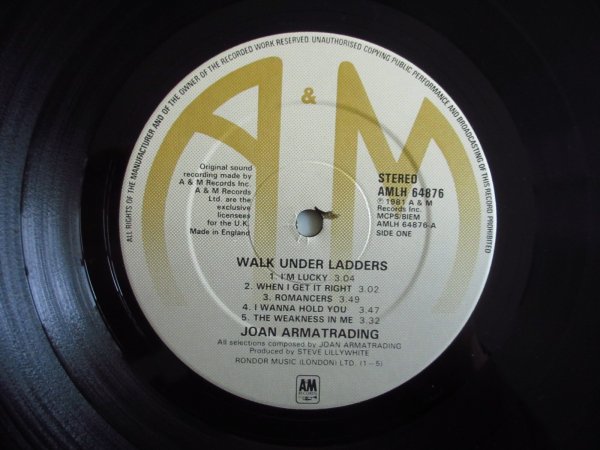 ALL RIGHTS OF THE MANUFACTURER AND OF THE OWNER OF THE RECORDED WORK RESERVED. UNAUTHORISED COPYING PUBLIC PERFORMANCE AND BROADCASTING OF THIS RECORD PROHIBITED
A & M
Original sound
recording made by
A & M Records Inc.
A & M Records
Ltd. are the
exclusive
licensees
for the U.K.
Made in England
STEREO
AMLH 64876
℗ 1981 A & M
Records Inc.
MCPS/BIEM
AMLH 64876-A
SIDE ONE
WALK UNDER LADDERS
1. I'M LUCKY 3.04
2. WHEN I GET IT RIGHT 3.02
3. ROMANCERS 3.49
4. I WANNA HOLD YOU 3.47
5. THE WEAKNESS IN ME 3.32
JOAN ARMATRADING
All selections composed by JOAN ARMATRADING
Produced by STEVE LILLYWHITE
RONDOR MUSIC (LONDON) LTD. (1-5)
A&M